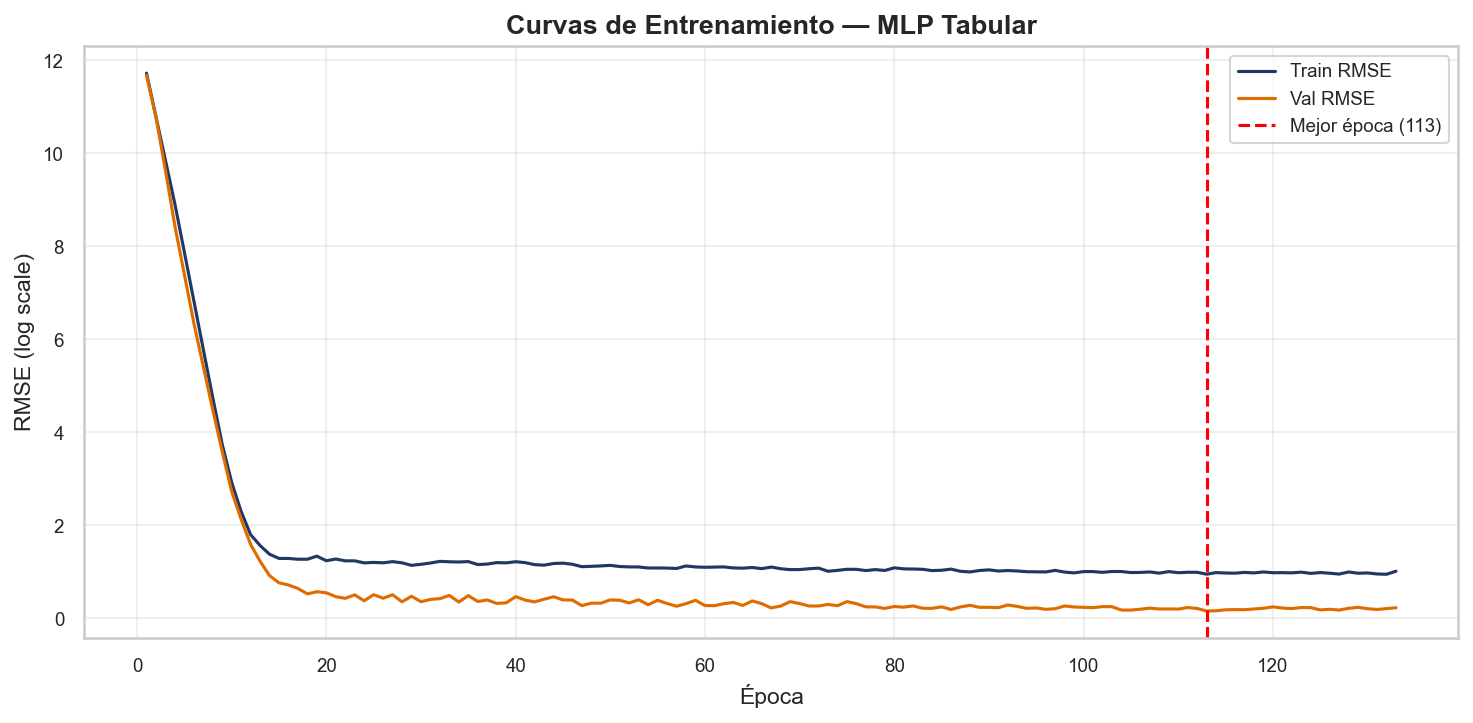 Curvas de Entrenamiento — MLP Tabular
Train RMSE
Val RMSE
Mejor época (113)
RMSE (log scale)
12
10
8
6
4
2
0
0
20
40
60
80
100
120
Época